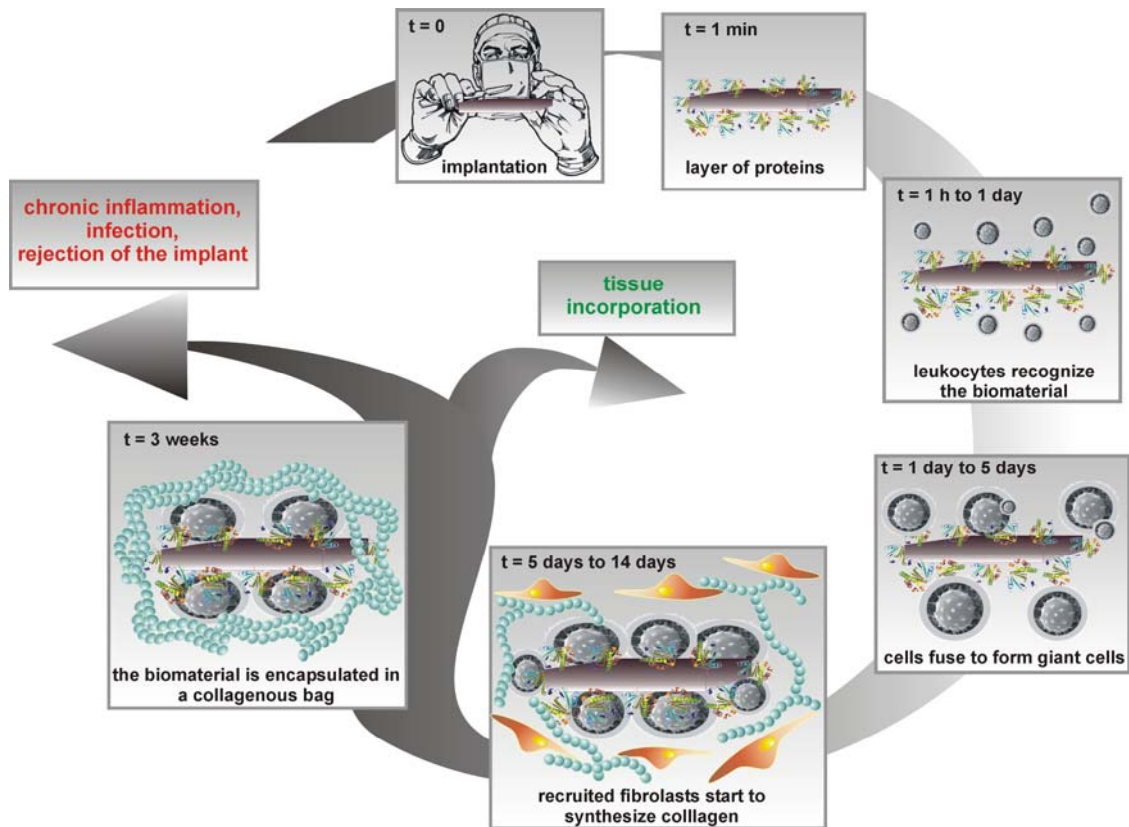 t = 0
implantation
t = 1 min
layer of proteins
t = 1 h to 1 day
leukocytes recognize
the biomaterial
t = 1 day to 5 days
cells fuse to form giant cells
t = 5 days to 14 days
recruited fibrolasts start to
synthesize colllagen
t = 3 weeks
the biomaterial is encapsulated in
a collagenous bag
chronic inflammation,
infection,
rejection of the implant
tissue
incorporation